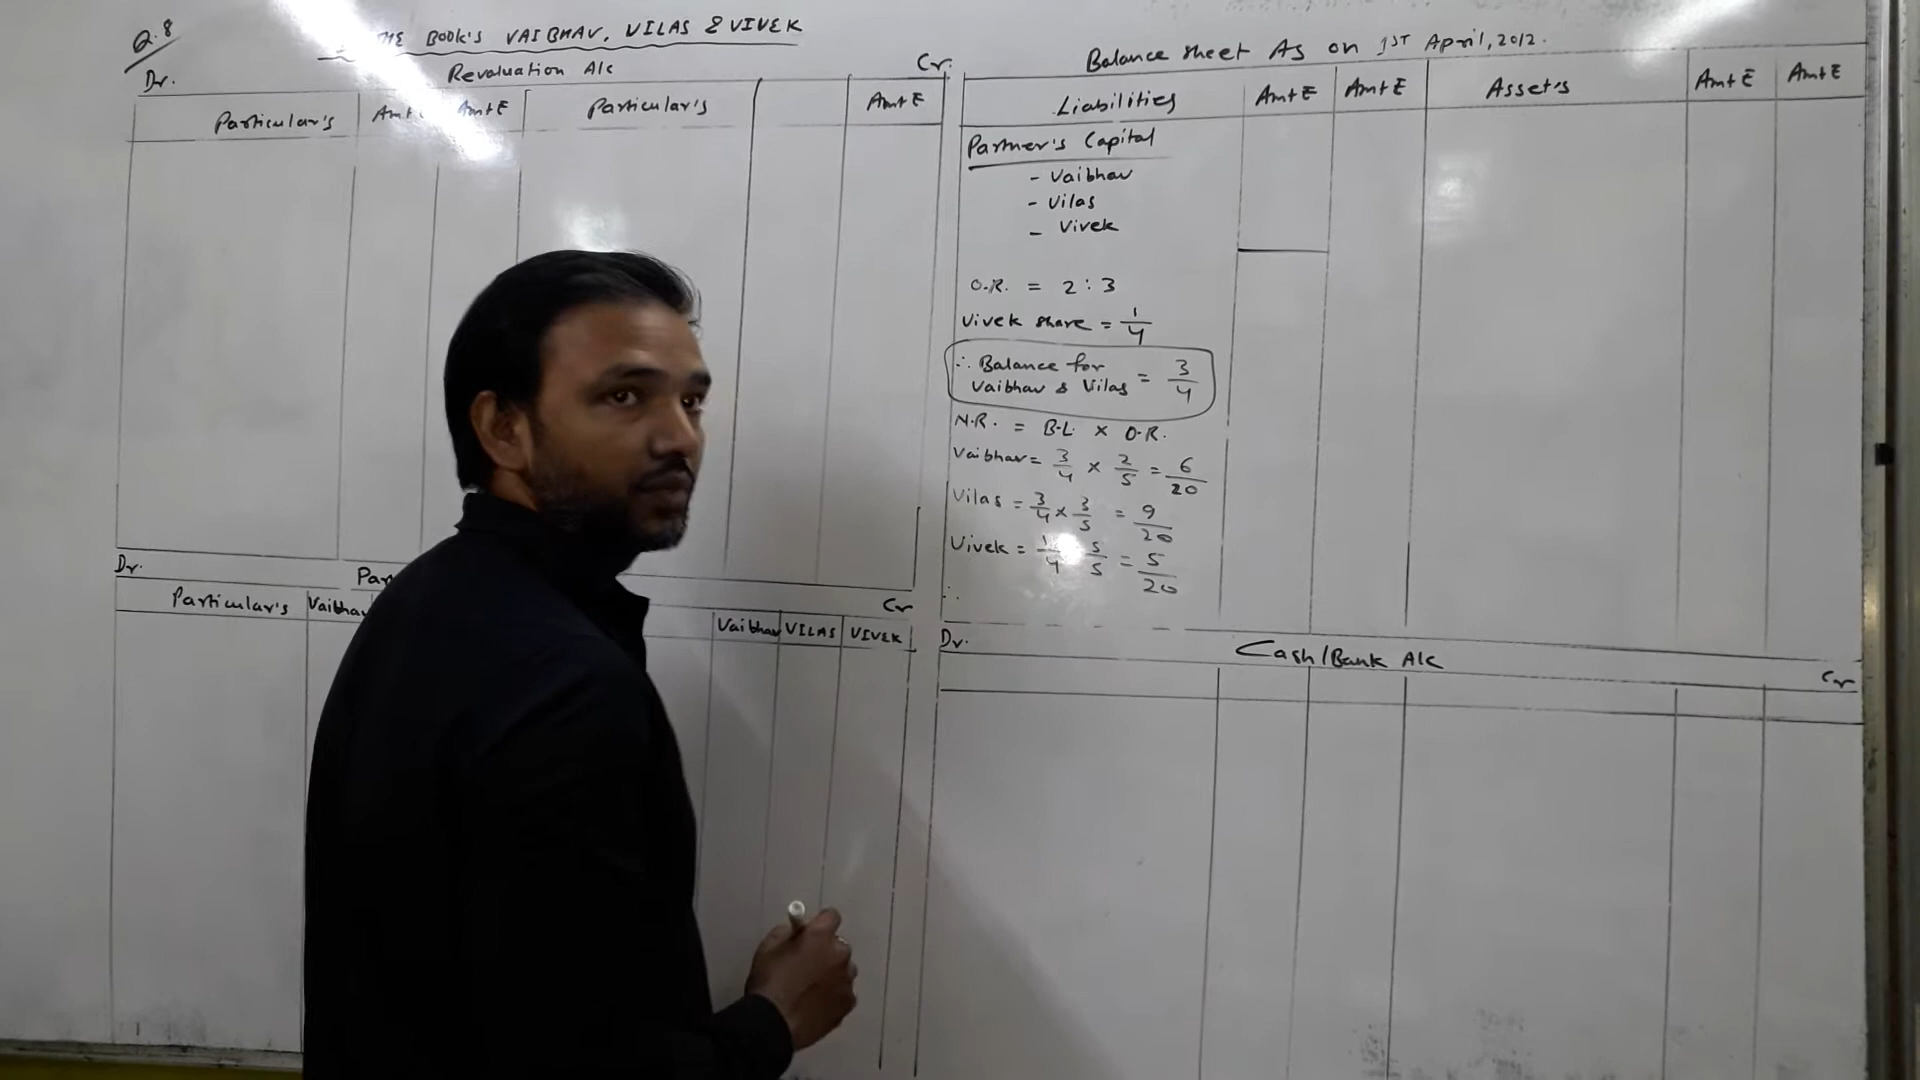 Q.8
THE BOOK'S VAIBHAV, VILAS & VIVEK
Dr.
Revaluation A/c
Cr.
Particular's
Amt
Amt ₹
Particular's
Amt ₹
Dr.
Cr
Particular's
Vaibhav
Vaibhav
VILAS
VIVEK
Balance sheet As on 1ST April, 2012.
Liabilities
Amt ₹
Amt ₹
Asset's
Amt ₹
Amt ₹
Partner's Capital
- Vaibhav
- Vilas
- Vivek
O.R. = 2 : 3
Vivek share = 1/4
∴ Balance for
Vaibhav & Vilas = 3/4
N.R. = B.L. × O.R.
Vaibhav = 3/4 × 2/5 = 6/20
Vilas = 3/4 × 3/5 = 9/20
Vivek = 1/4 5/5 = 5/20
∴
Dr.
Cash/Bank A/c
Cr